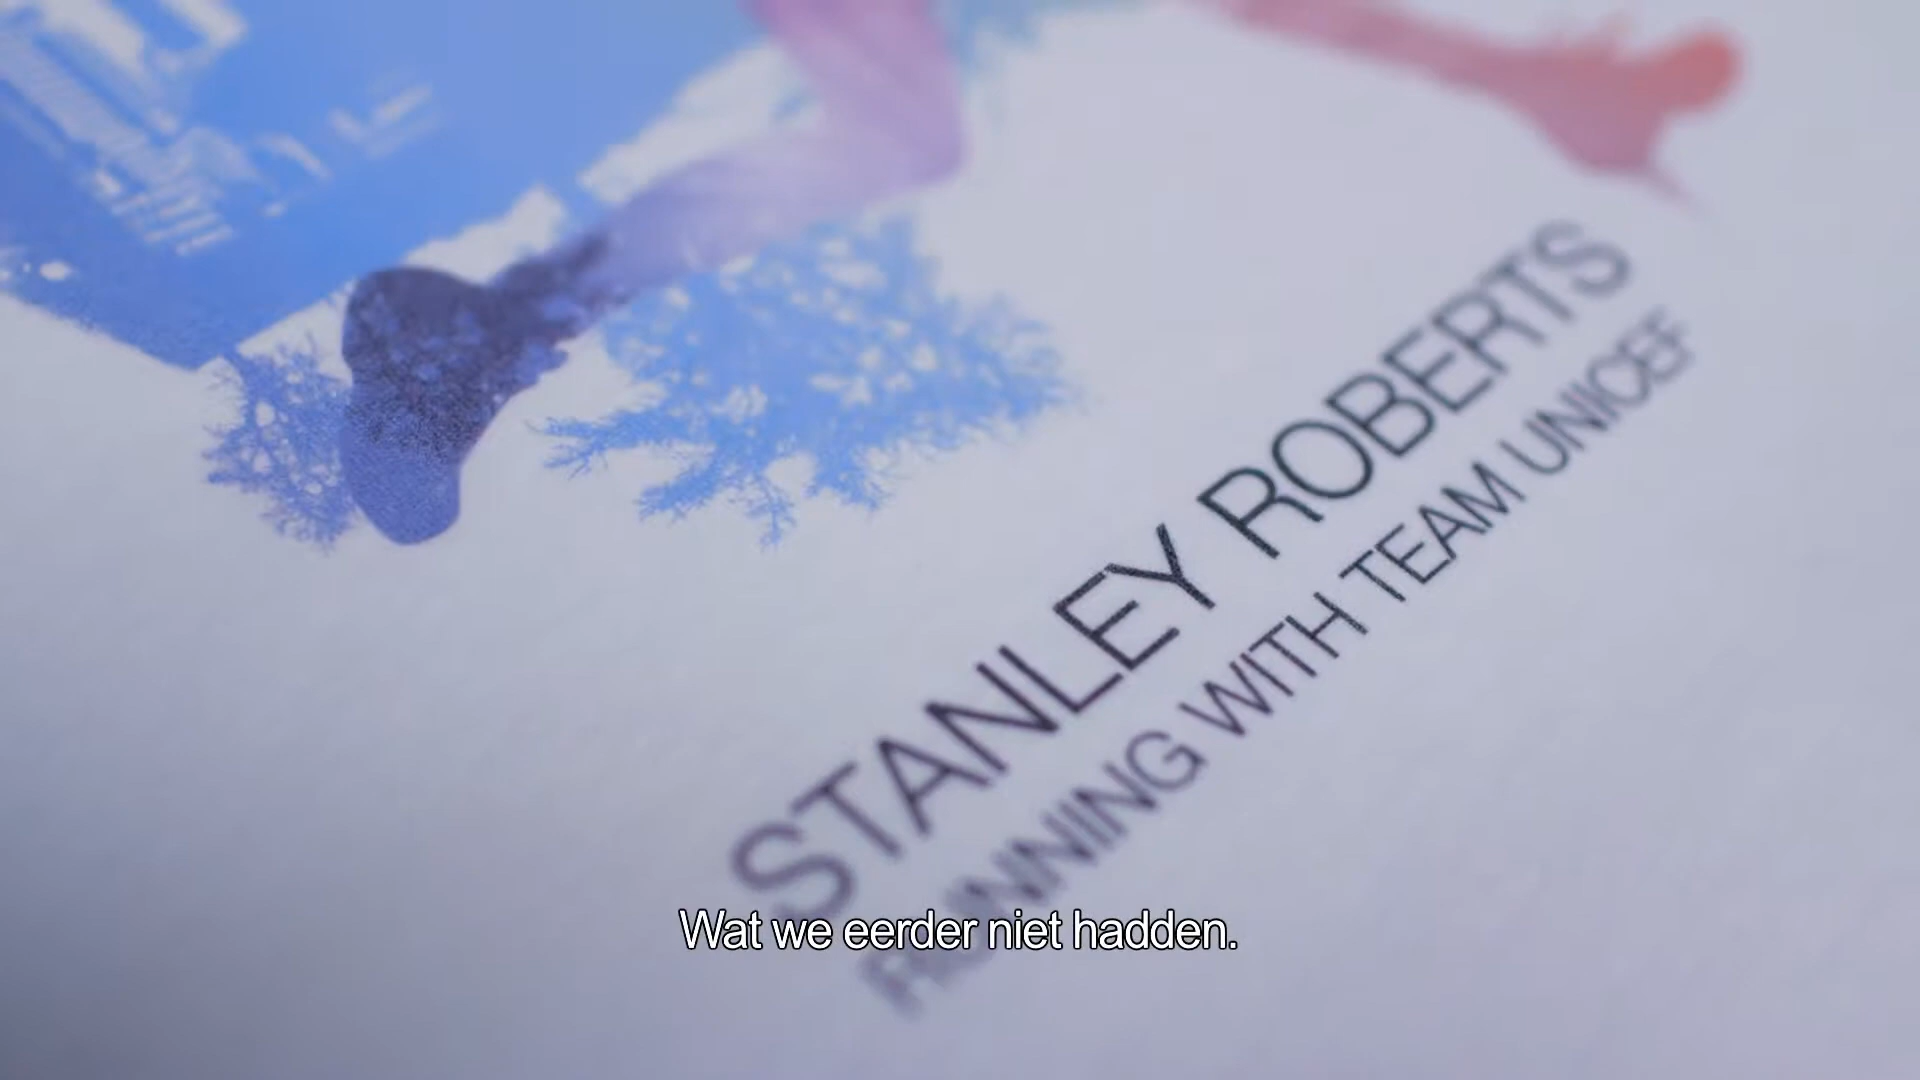 STANLEY ROBERTS
RUNNING WITH TEAM UNICEF
Wat we eerder niet hadden.